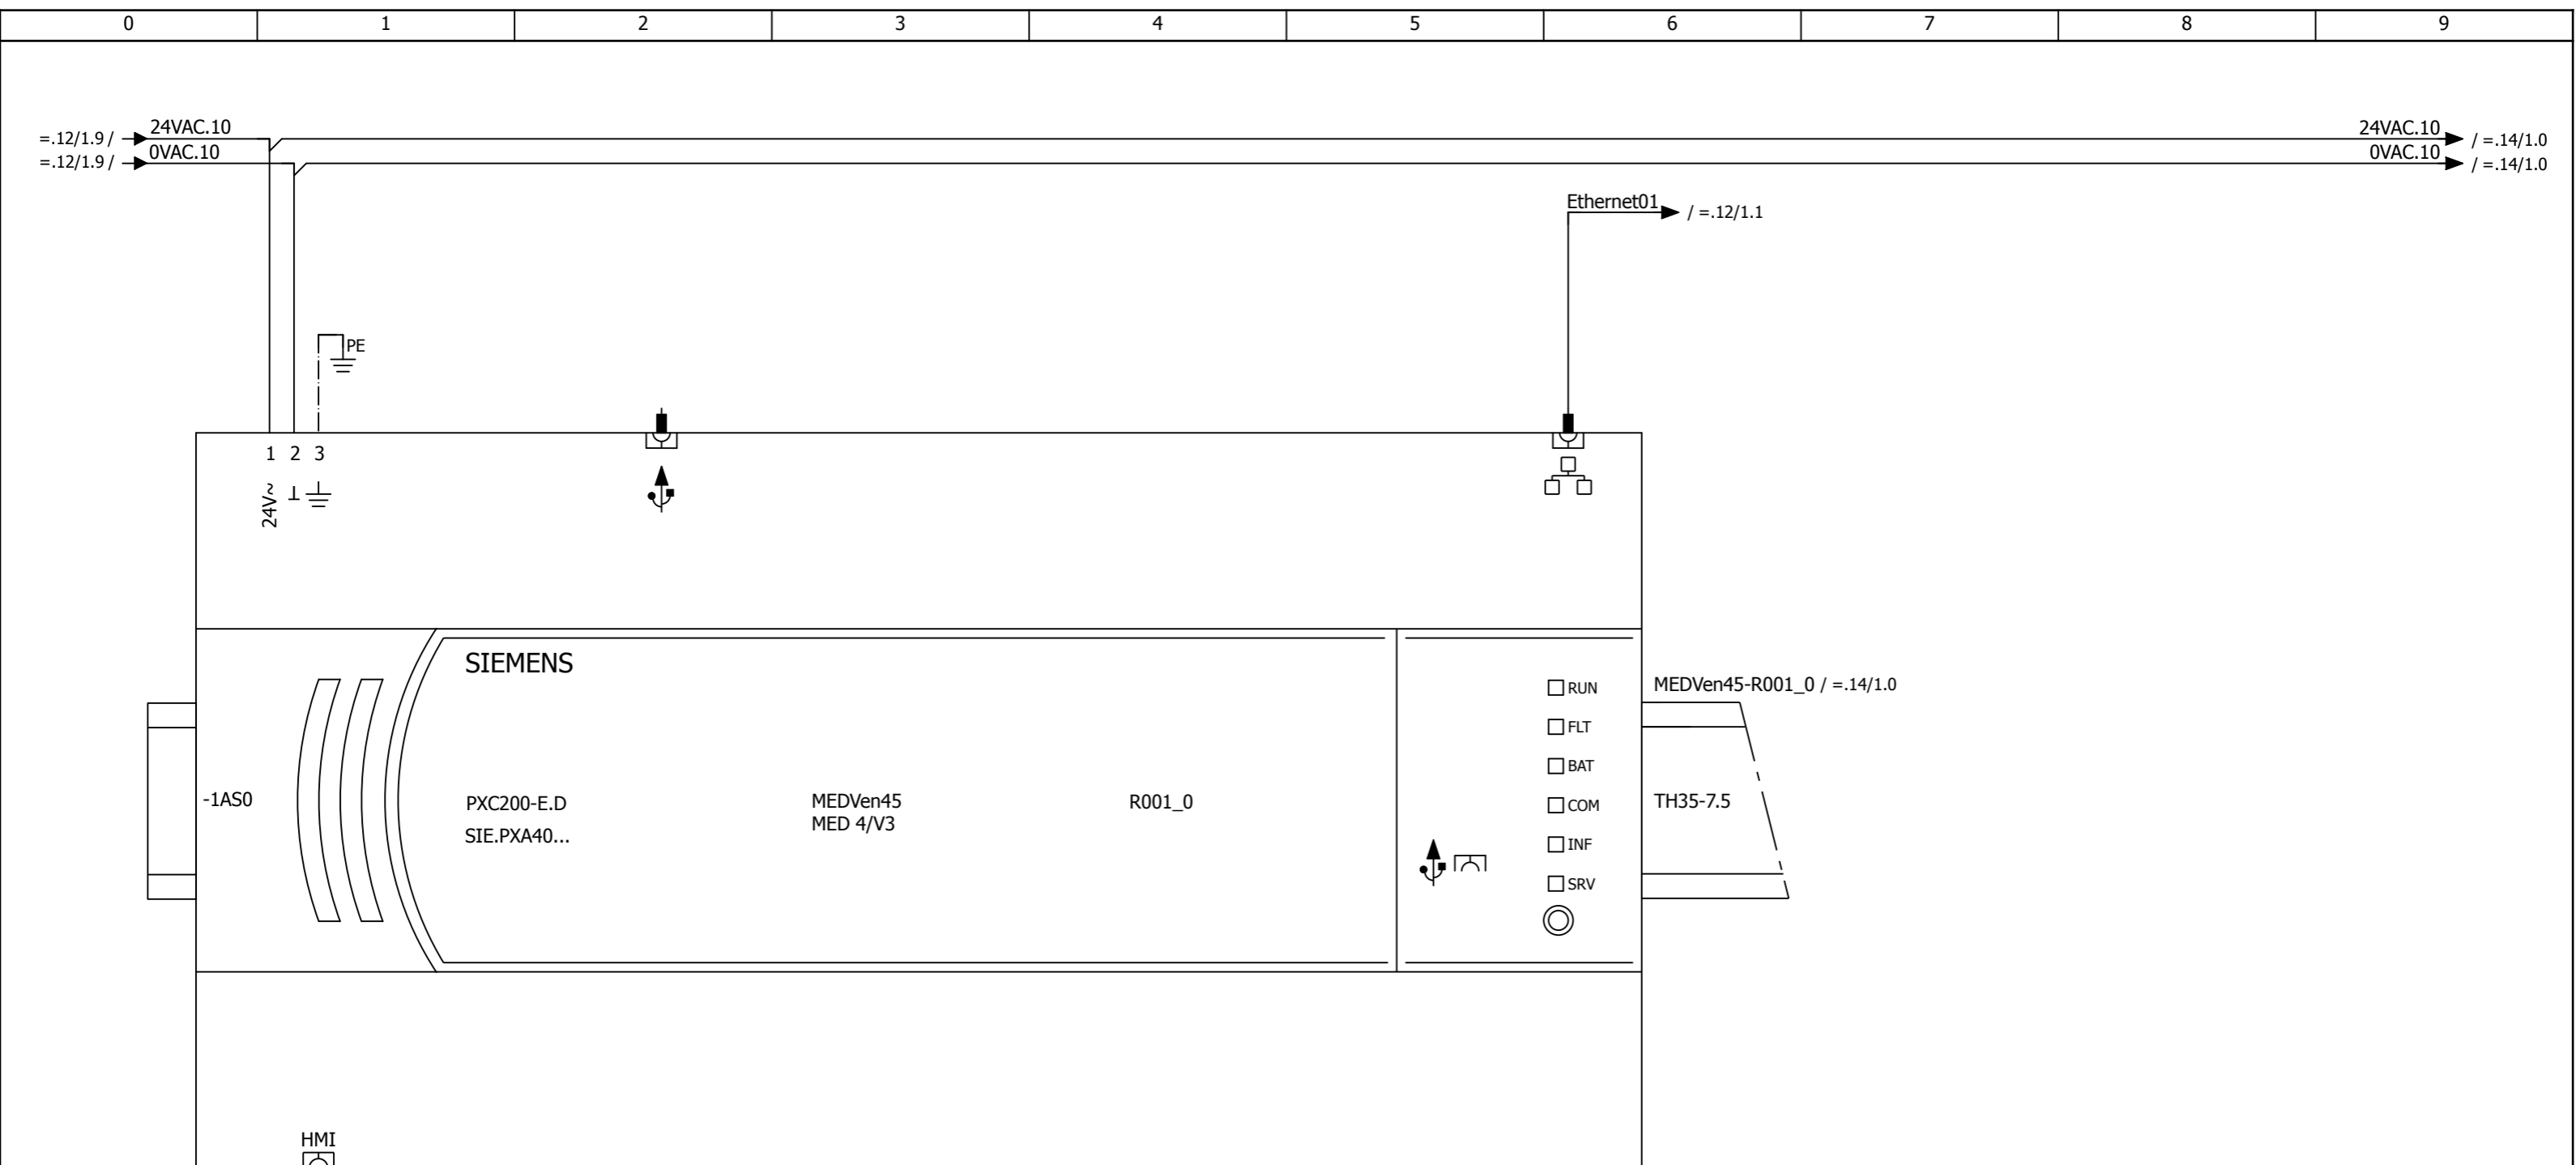 0 1 2 3 4 5 6 7 8 9
=.12/1.9 / 24VAC.10
24VAC.10 / =.14/1.0
=.12/1.9 / 0VAC.10
0VAC.10 / =.14/1.0
Ethernet01 / =.12/1.1
PE
1 2 3
24V~ ⊥
SIEMENS
RUN
MEDVen45-R001_0 / =.14/1.0
FLT
BAT
-1AS0
PXC200-E.D
MEDVen45
R001_0
COM
TH35-7.5
MED 4/V3
SIE.PXA40...
INF
SRV
HMI